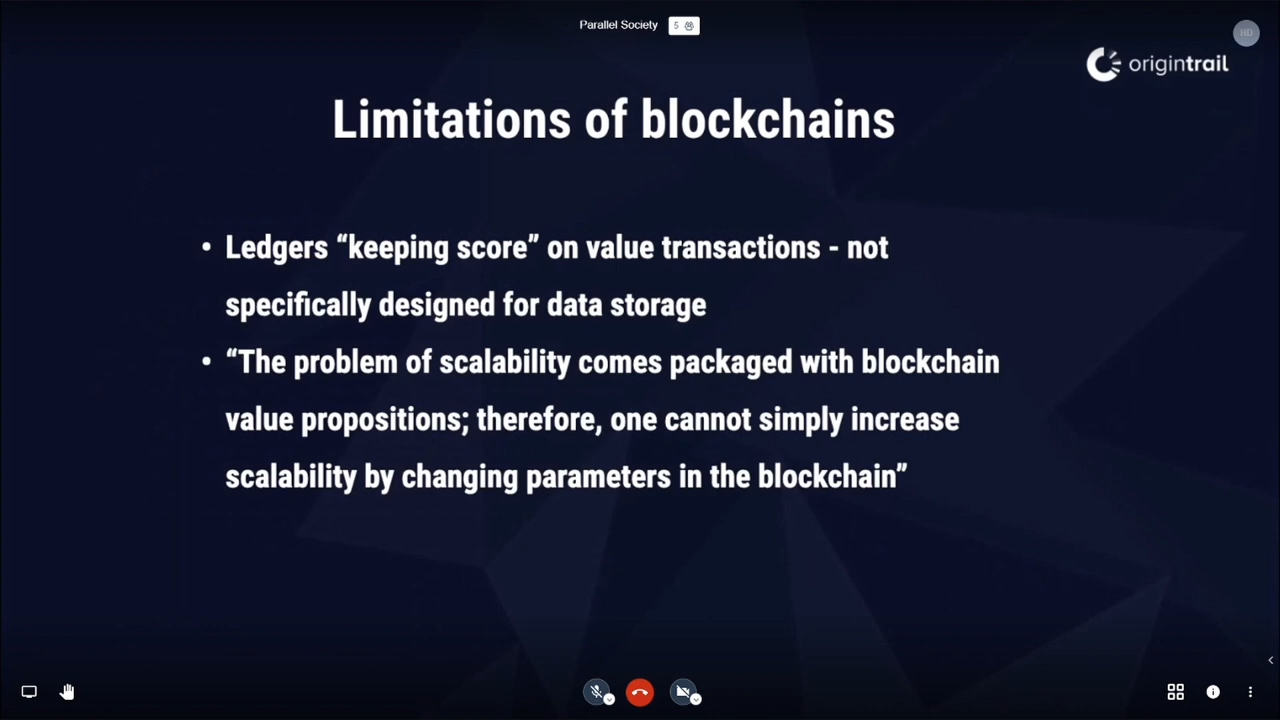 Parallel Society 5
HD
origintrail
Limitations of blockchains
• Ledgers “keeping score” on value transactions - not
specifically designed for data storage
• “The problem of scalability comes packaged with blockchain
value propositions; therefore, one cannot simply increase
scalability by changing parameters in the blockchain”